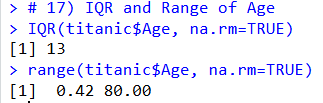 > # 17) IQR and Range of Age
> IQR(titanic$Age, na.rm=TRUE)
[1] 13
> range(titanic$Age, na.rm=TRUE)
[1]  0.42 80.00